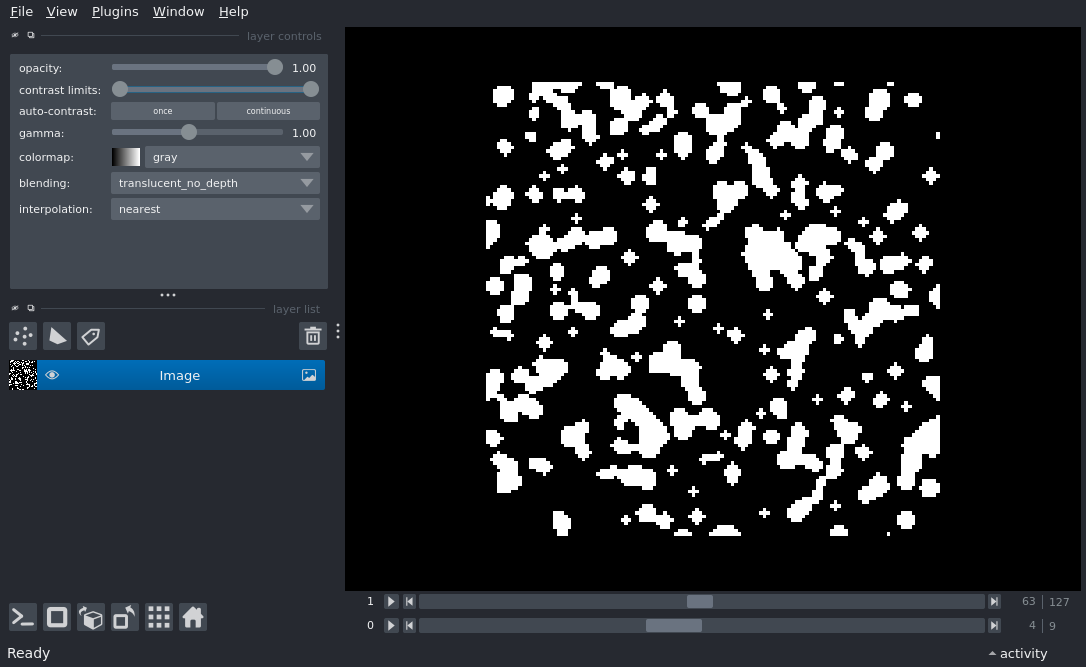 File View Plugins Window Help
layer controls
opacity: 1.00
contrast limits:
auto-contrast: once continuous
gamma: 1.00
colormap: gray
blending: translucent_no_depth
interpolation: nearest
layer list
Image
1 63 127
0 4 9
Ready activity